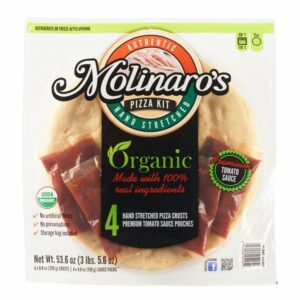 REFRIGERATE OR FREEZE AFTER OPENING
AUTHENTIC
Molinaro's
PIZZA KIT
HAND STRETCHED
Organic
Made with 100%
real ingredients
Premium
TOMATO
SAUCE
USDA
ORGANIC
4
HAND STRETCHED PIZZA CRUSTS
PREMIUM TOMATO SAUCE POUCHES
No artificial flavors
No preservatives
Storage bag included
Net Wt. 53.6 oz (3 lbs. 5.6 oz)